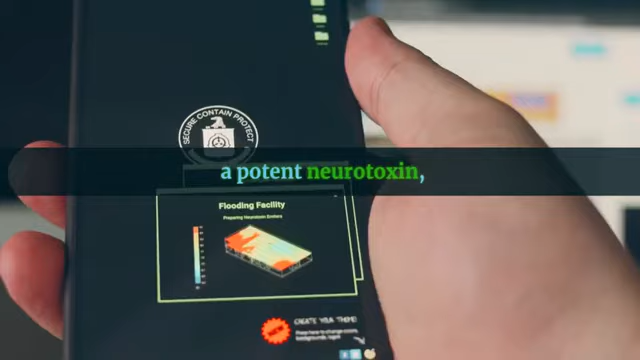 SECURE CONTAIN PROTECT
a potent neurotoxin,
Flooding Facility
Preparing Neurotoxin Emitters
CREATE YOUR THEME!